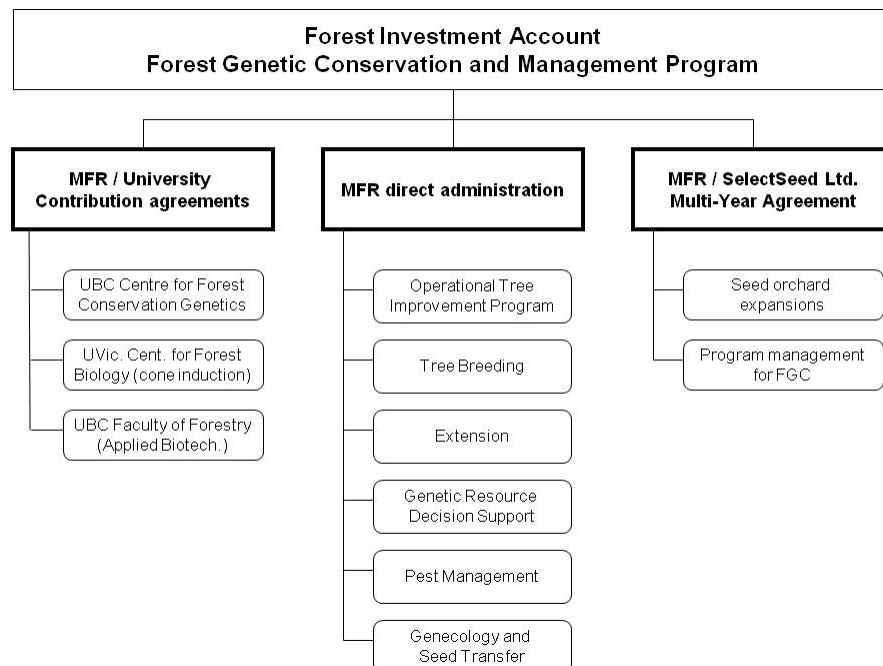 Forest Investment Account
Forest Genetic Conservation and Management Program
MFR / University
Contribution agreements
UBC Centre for Forest
Conservation Genetics
UVic. Cent. for Forest
Biology (cone induction)
UBC Faculty of Forestry
(Applied Biotech.)
MFR direct administration
Operational Tree
Improvement Program
Tree Breeding
Extension
Genetic Resource
Decision Support
Pest Management
Genecology and
Seed Transfer
MFR / SelectSeed Ltd.
Multi-Year Agreement
Seed orchard
expansions
Program management
for FGC